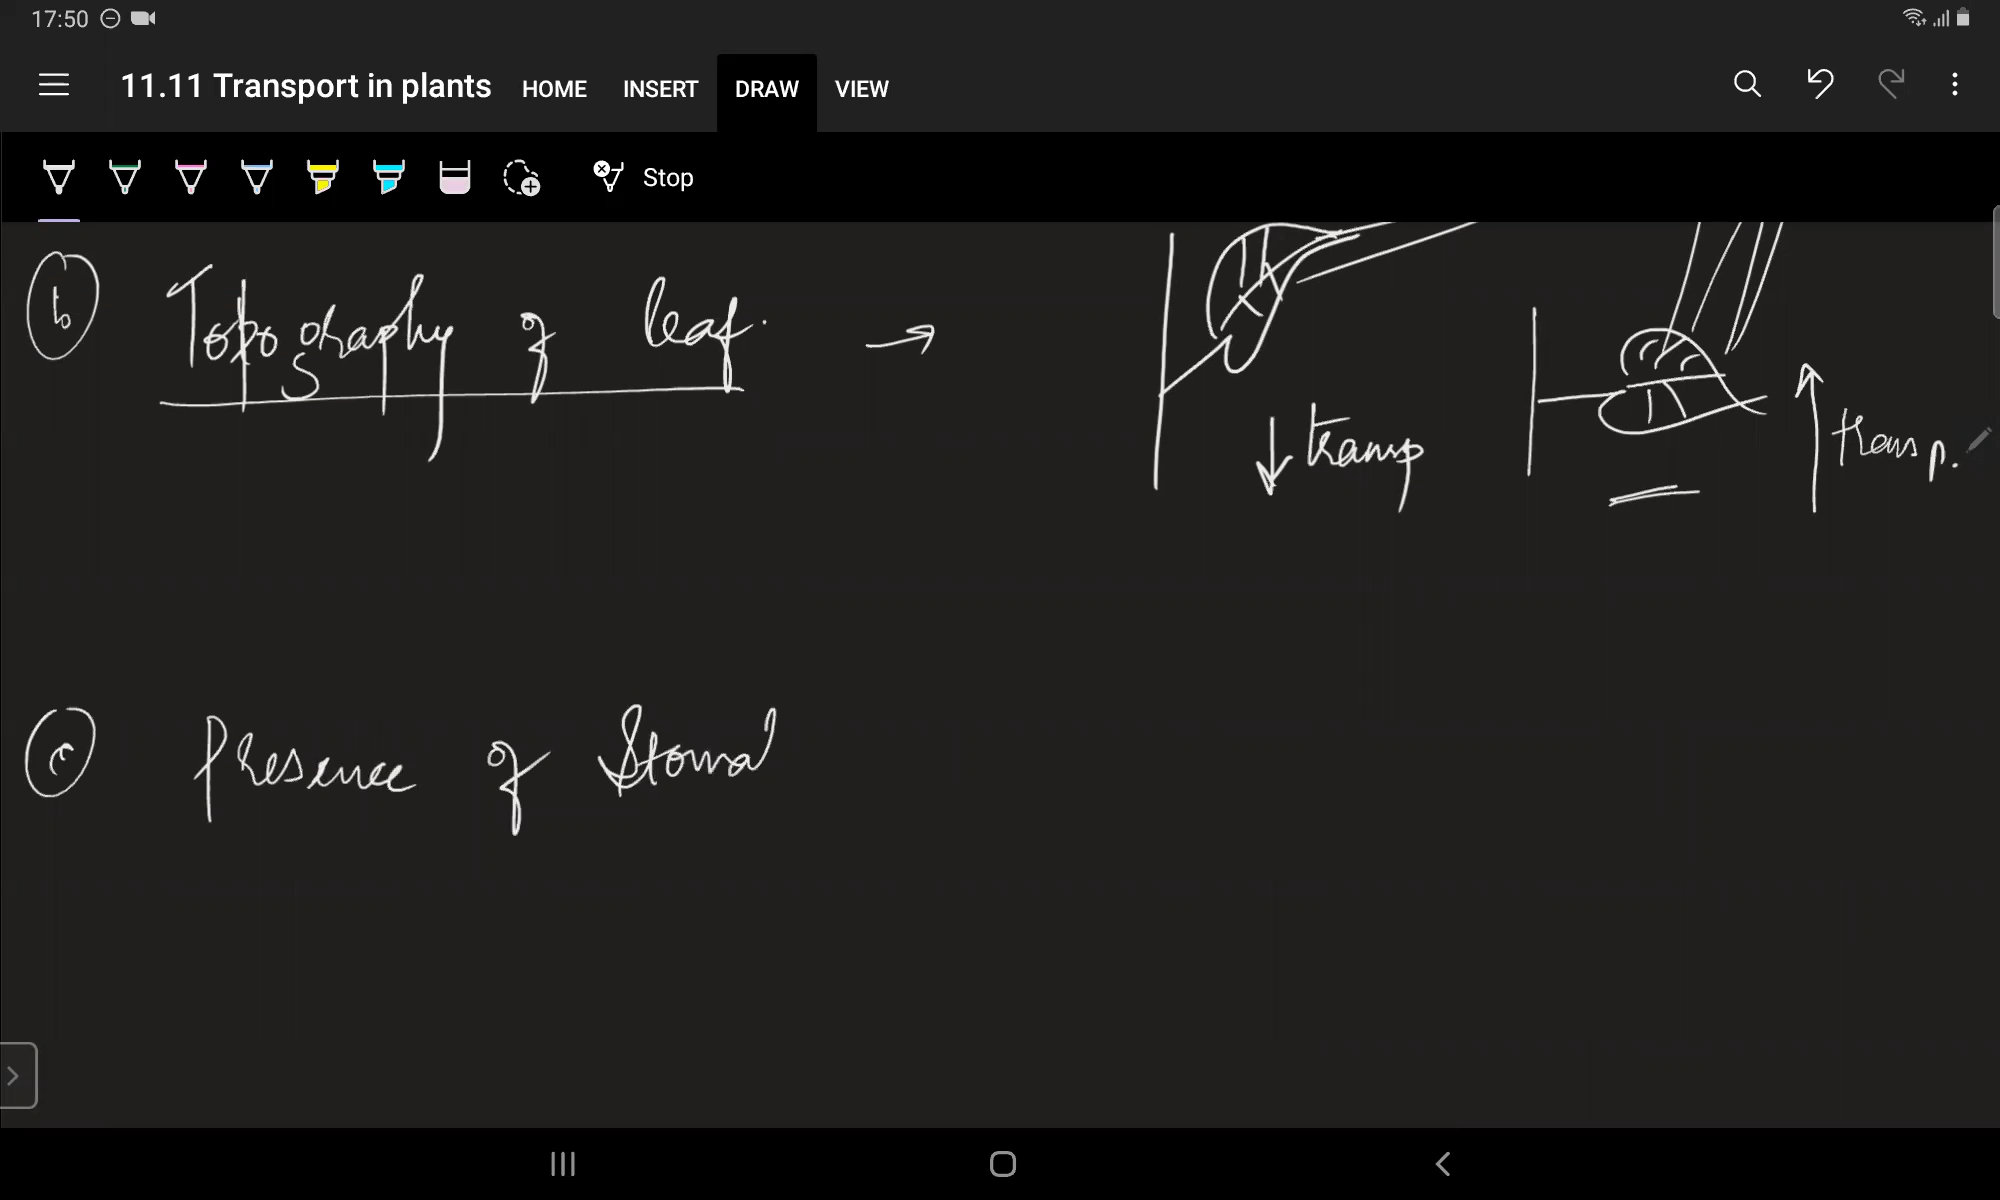 17:50
11.11 Transport in plants HOME INSERT DRAW VIEW
Stop
b Topography of leaf. →
↓ transp
↑ transp.
c Presence of Stomat